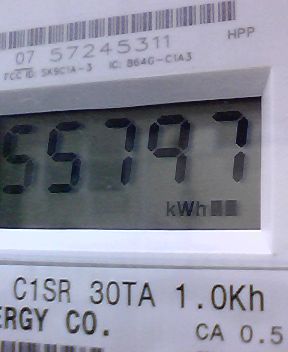 HPP
07 57245311
FCC ID: SK9C1A-3 IC: 864G-C1A3
55797
kWh
C1SR 30TA 1.0Kh
ERGY CO.
CA 0.5